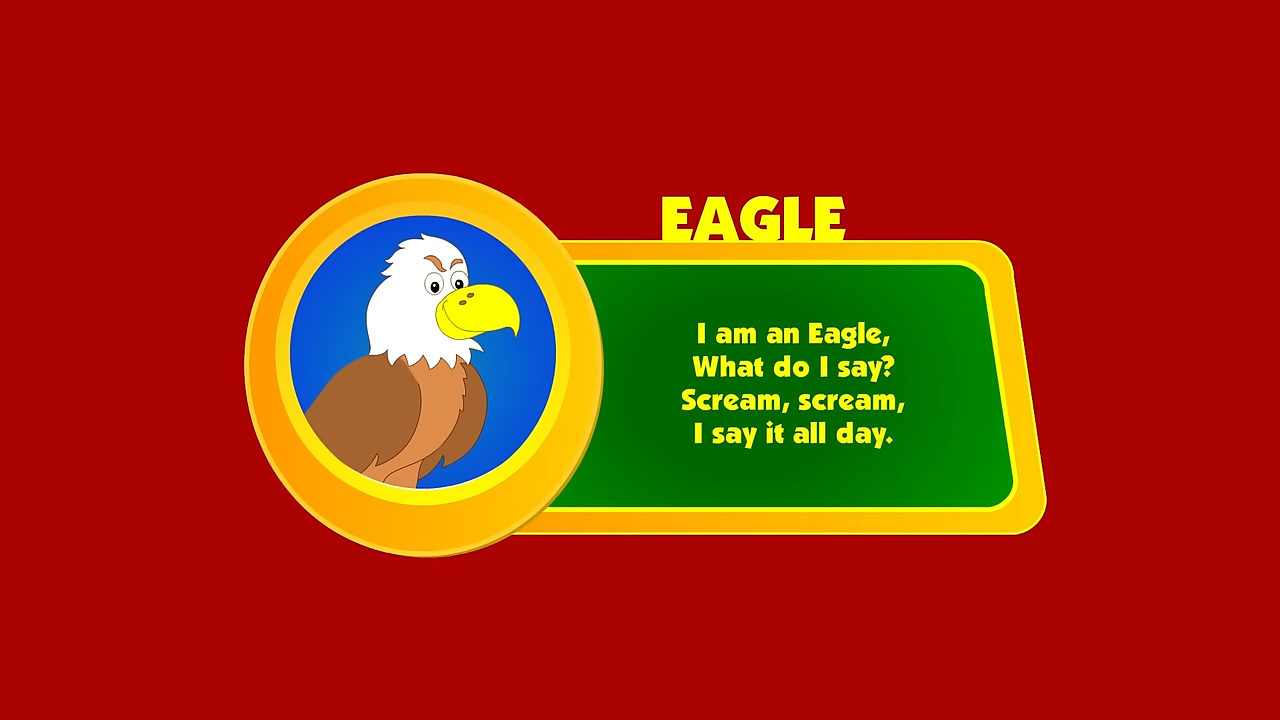 EAGLE
I am an Eagle,
What do I say?
Scream, scream,
I say it all day.